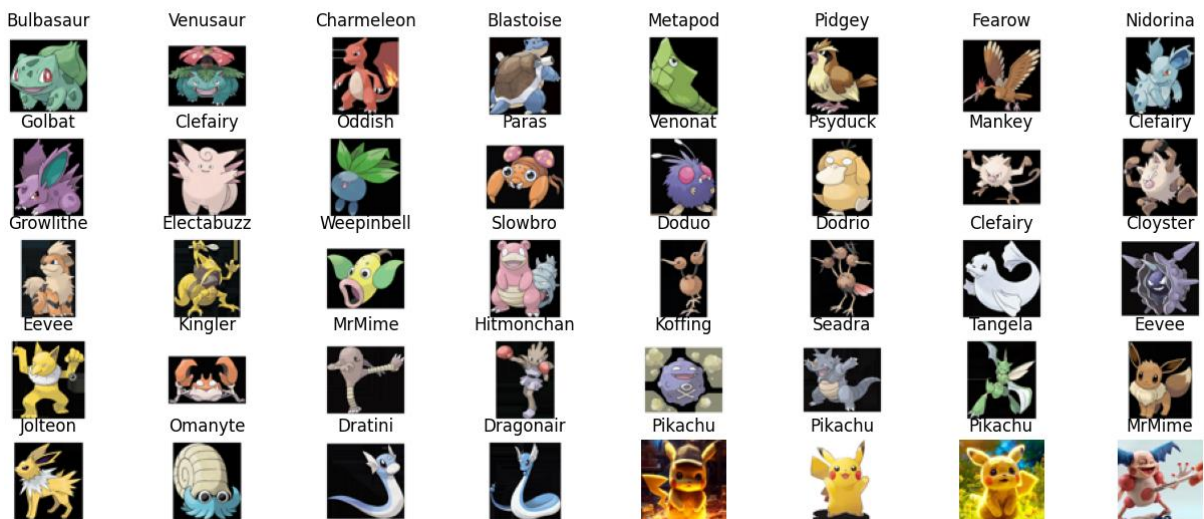 Bulbasaur Venusaur Charmeleon Blastoise Metapod Pidgey Fearow Nidorina
Golbat Clefairy Oddish Paras Venonat Psyduck Mankey Clefairy
Growlithe Electabuzz Weepinbell Slowbro Doduo Dodrio Clefairy Cloyster
Eevee Kingler MrMime Hitmonchan Koffing Seadra Tangela Eevee
Jolteon Omanyte Dratini Dragonair Pikachu Pikachu Pikachu MrMime